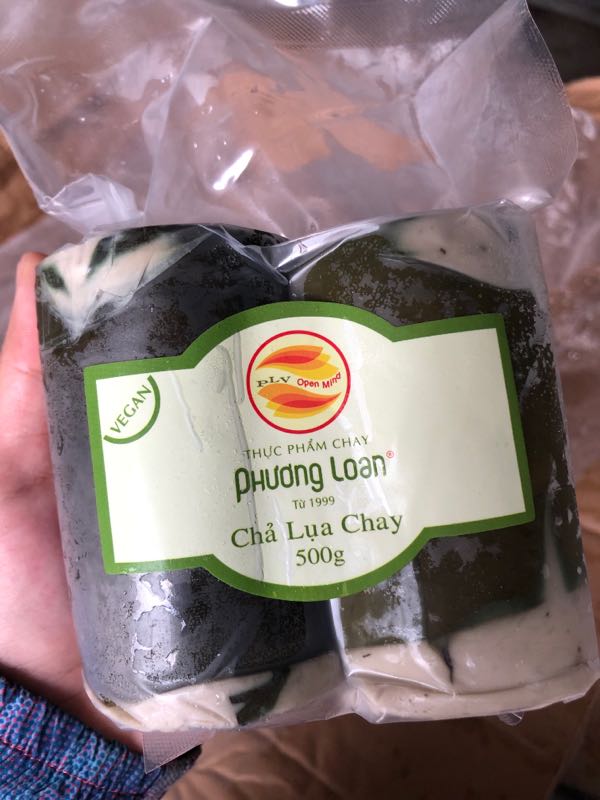 VEGAN
PLV Open Mind
THỰC PHẨM CHAY
PHƯƠNG LOAN®
Từ 1999
Chả Lụa Chay
500g